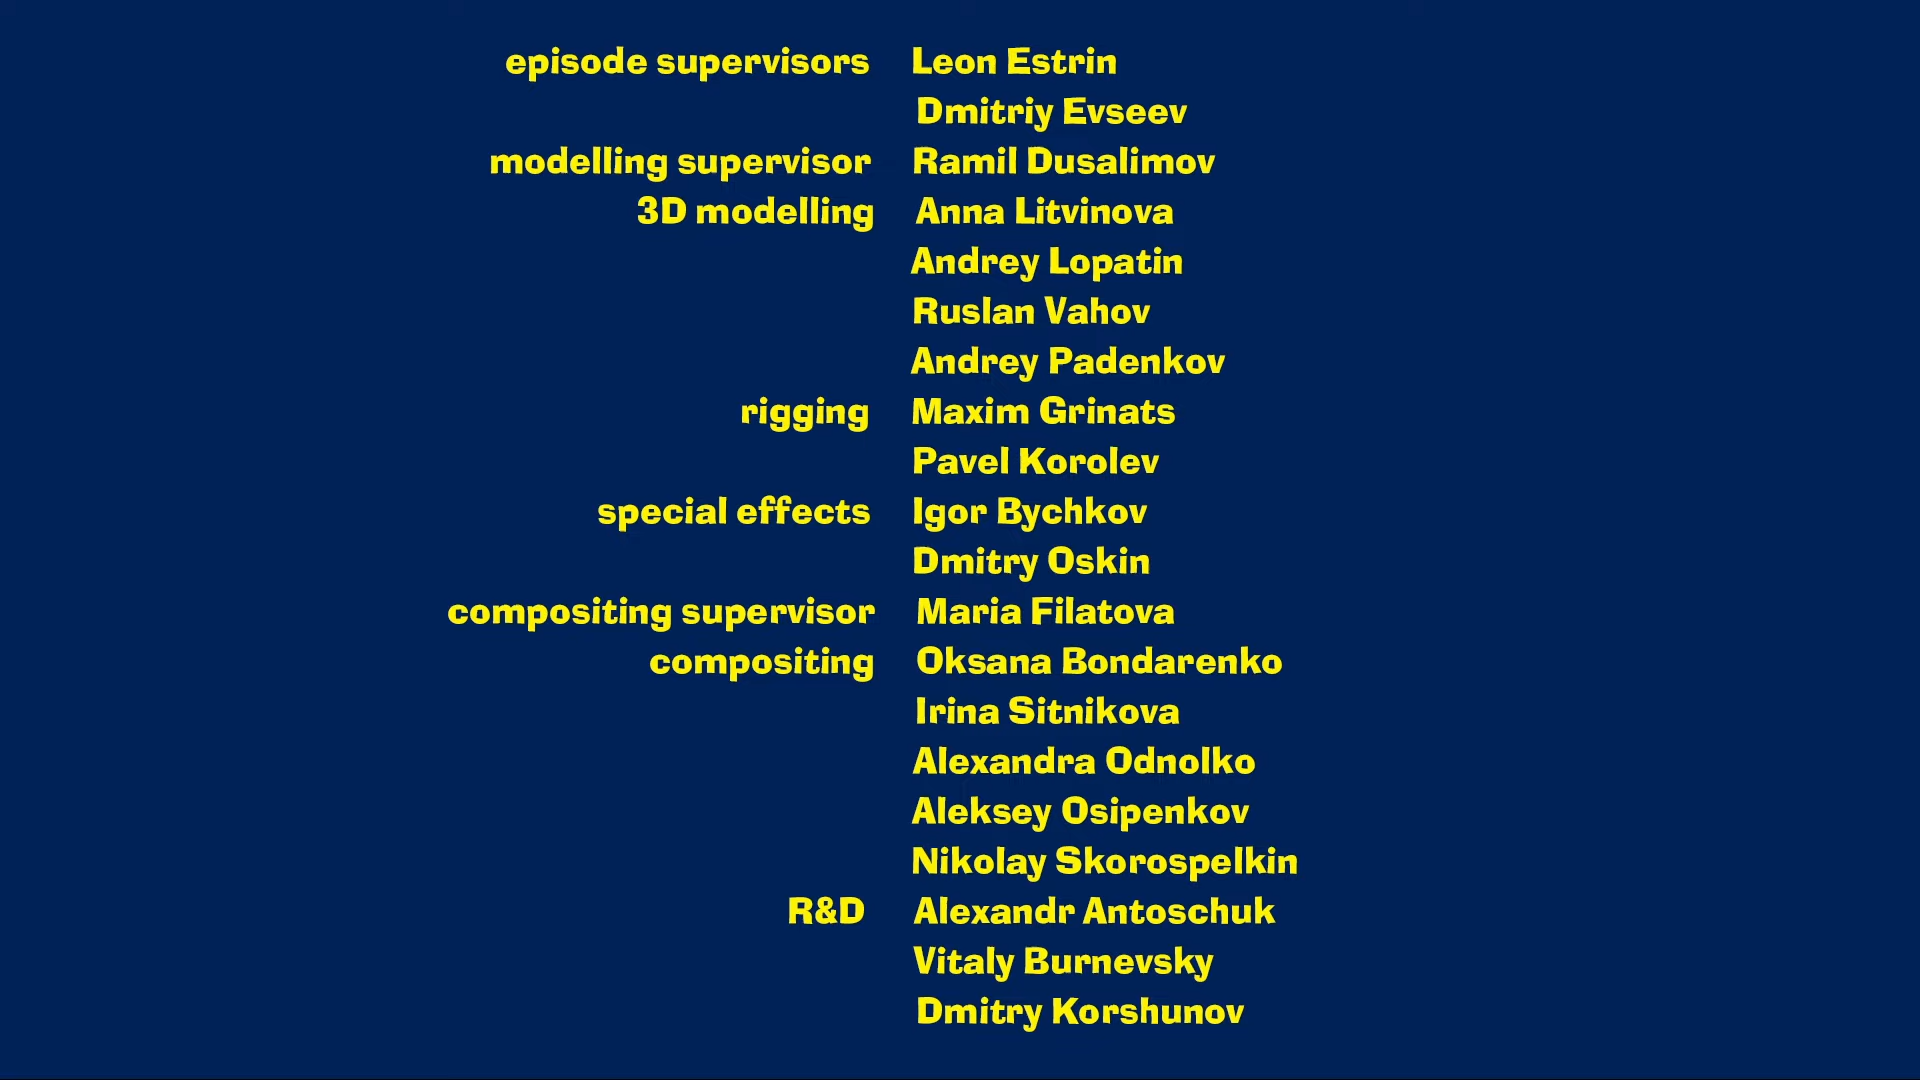 episode supervisors Leon Estrin
Dmitriy Evseev
modelling supervisor Ramil Dusalimov
3D modelling Anna Litvinova
Andrey Lopatin
Ruslan Vahov
Andrey Padenkov
rigging Maxim Grinats
Pavel Korolev
special effects Igor Bychkov
Dmitry Oskin
compositing supervisor Maria Filatova
compositing Oksana Bondarenko
Irina Sitnikova
Alexandra Odnolko
Aleksey Osipenkov
Nikolay Skorospelkin
R&D Alexandr Antoschuk
Vitaly Burnevsky
Dmitry Korshunov